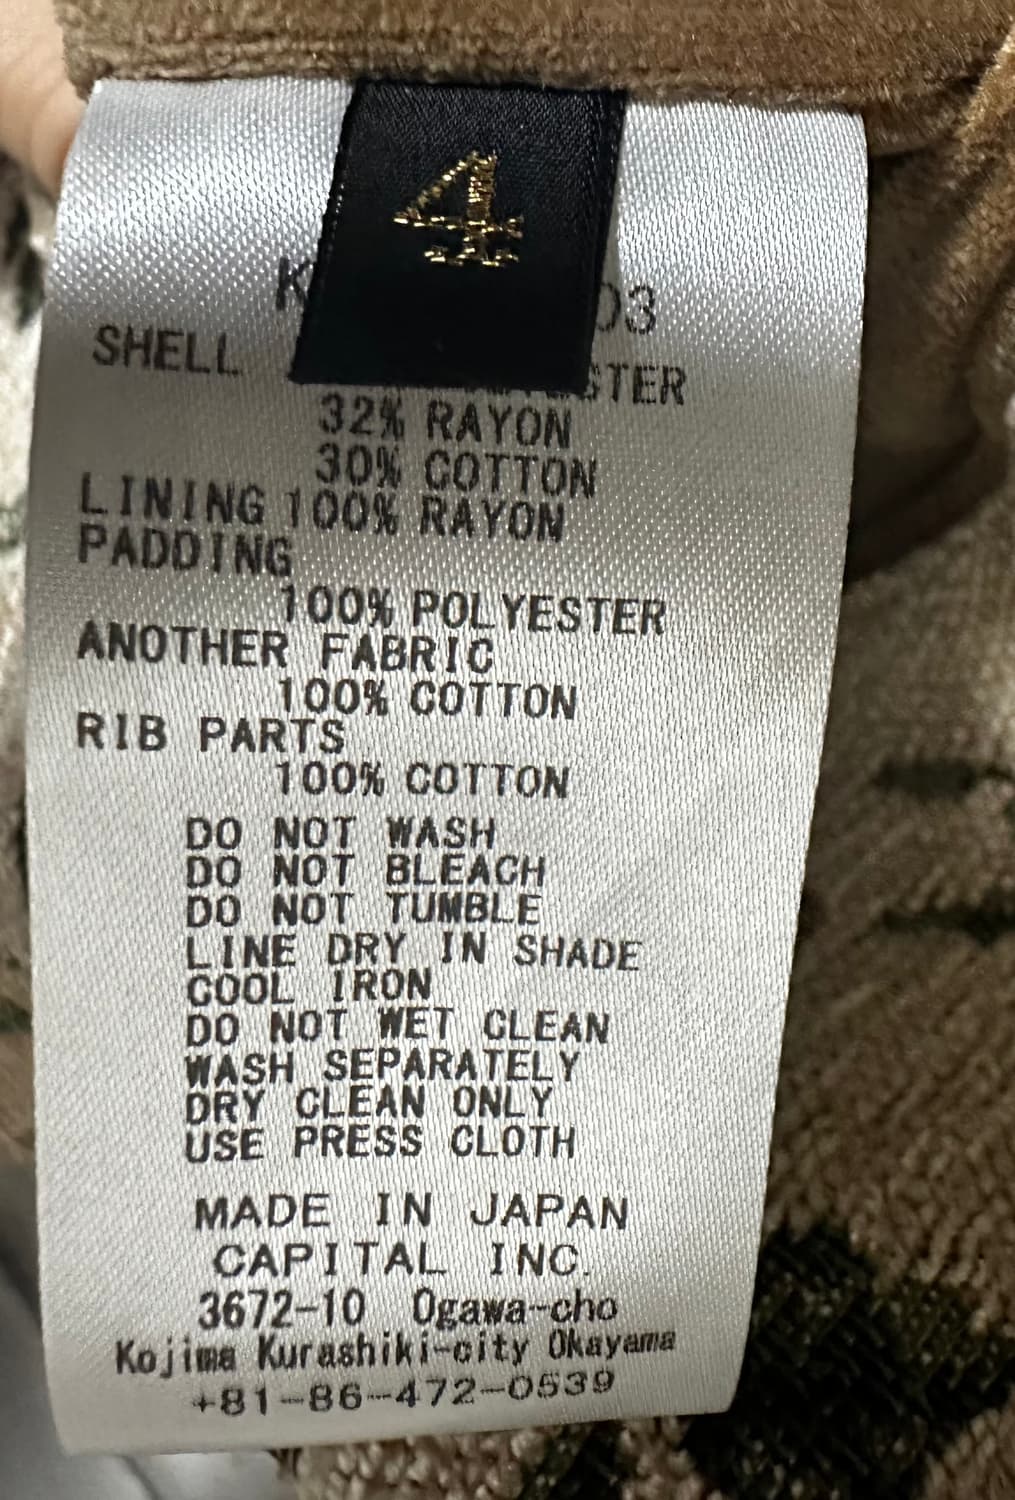 4
SHELL
32% RAYON
30% COTTON
LINING 100% RAYON
PADDING
100% POLYESTER
ANOTHER FABRIC
100% COTTON
RIB PARTS
100% COTTON
DO NOT WASH
DO NOT BLEACH
DO NOT TUMBLE
LINE DRY IN SHADE
COOL IRON
DO NOT WET CLEAN
WASH SEPARATELY
DRY CLEAN ONLY
USE PRESS CLOTH
MADE IN JAPAN
CAPITAL INC.
3672-10 Ogawa-cho
Kojima Kurashiki-city Okayama
+81-86-472-0539